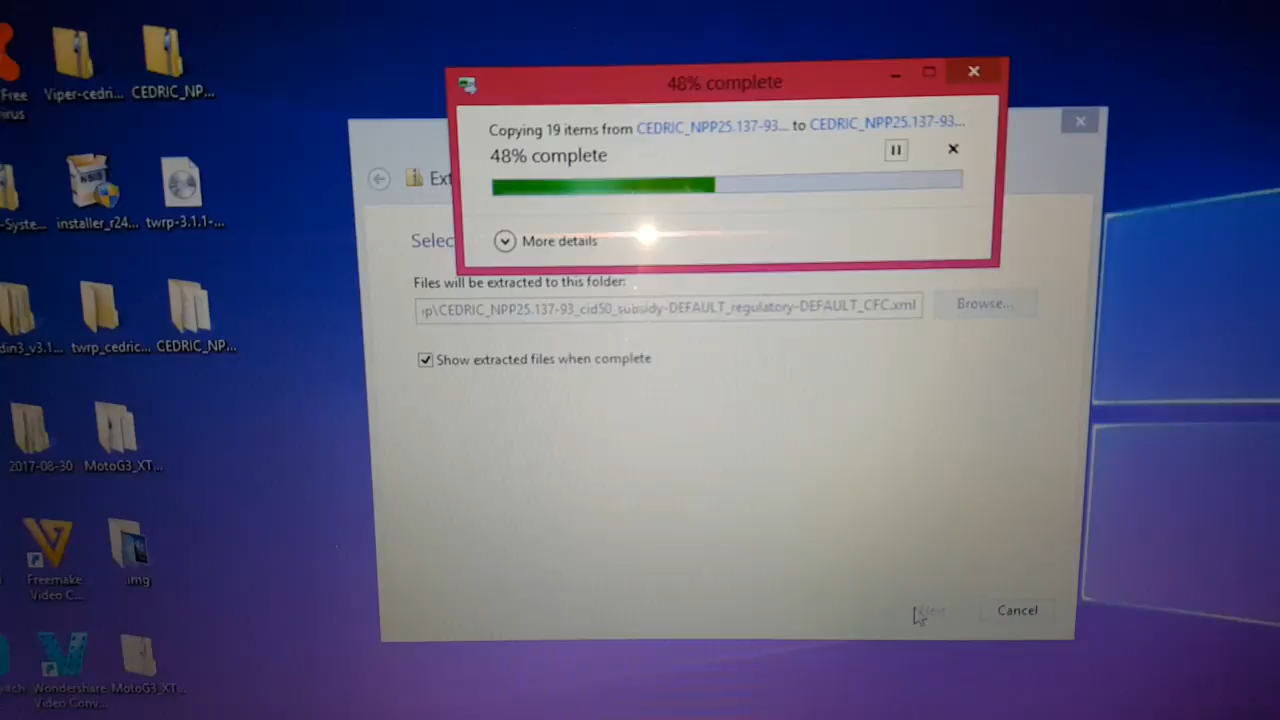 48% complete
Copying 19 items from CEDRIC_NPP25.137-93... to CEDRIC_NPP25.137-93...
48% complete
More details
Files will be extracted to this folder:
\CEDRIC_NPP25.137-93_cid50_subsidy-DEFAULT_regulatory-DEFAULT_CFC.xml
Browse...
Show extracted files when complete
Cancel
Free
Viper-cedri...
CEDRIC_NP...
-Syste...
installer_r24...
twrp-3.1.1-...
din3_v3.1...
twrp_cedric...
CEDRIC_NP...
2017-08-30
MotoG3_XT...
Freemake
Video C...
img
Wondershare
Video Conv...
MotoG3_XT...